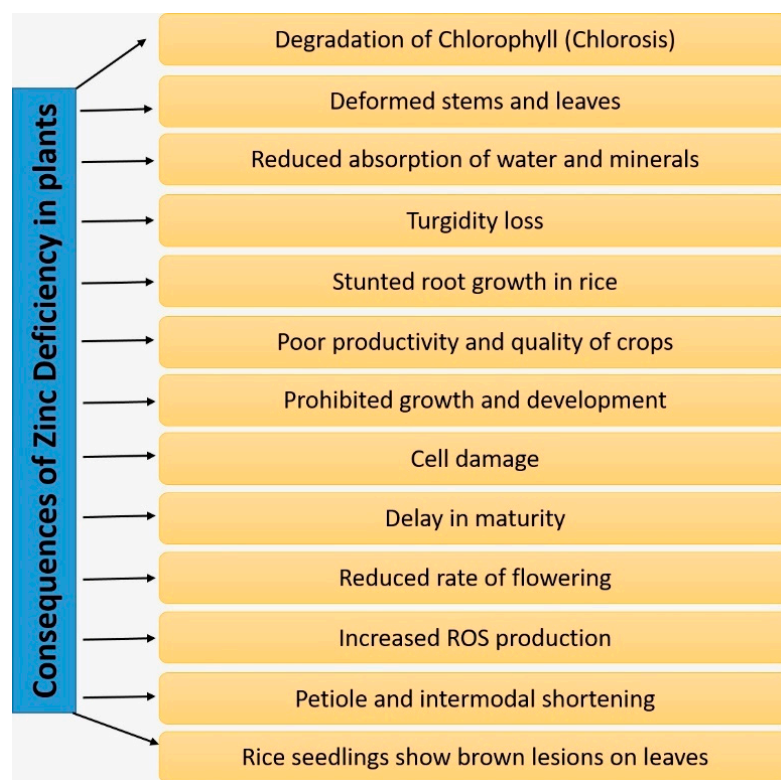 Consequences of Zinc Deficiency in plants
Degradation of Chlorophyll (Chlorosis)
Deformed stems and leaves
Reduced absorption of water and minerals
Turgidity loss
Stunted root growth in rice
Poor productivity and quality of crops
Prohibited growth and development
Cell damage
Delay in maturity
Reduced rate of flowering
Increased ROS production
Petiole and intermodal shortening
Rice seedlings show brown lesions on leaves